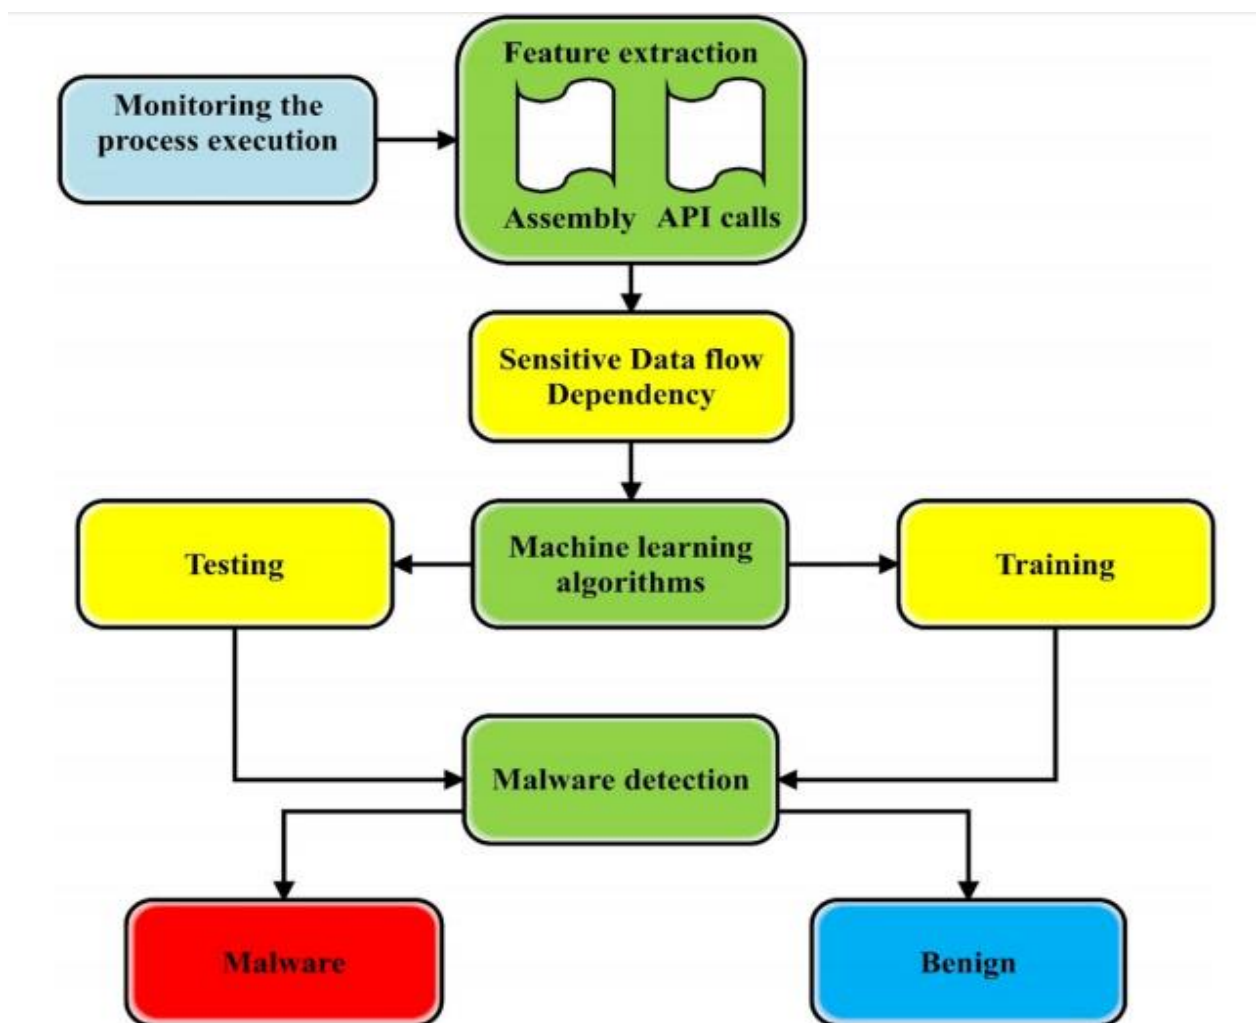 Feature extraction
Monitoring the
process execution
Assembly API calls
Sensitive Data flow
Dependency
Testing
Machine learning
algorithms
Training
Malware detection
Malware
Benign